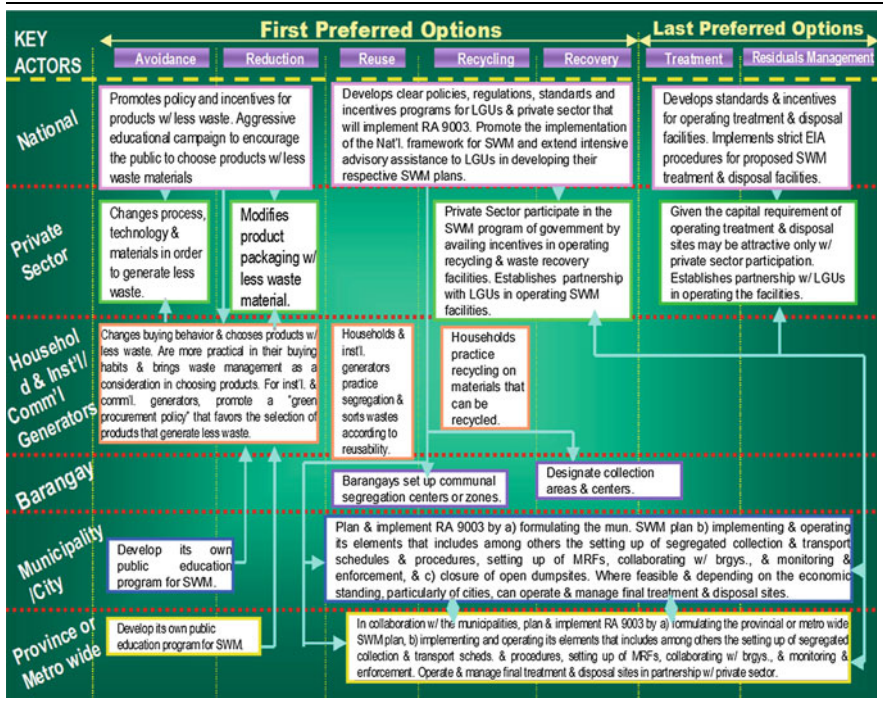 First Preferred Options
Last Preferred Options
KEY
ACTORS
Avoidance
Reduction
Reuse
Recycling
Recovery
Treatment
Residuals Management
National
Promotes policy and incentives for
products w/ less waste. Aggressive
educational campaign to encourage
the public to choose products w/ less
waste materials
Develops clear policies, regulations, standards and
incentives programs for LGUs & private sector that
will implement RA 9003. Promote the implementation
of the Nat'l. framework for SWM and extend intensive
advisory assistance to LGUs in developing their
respective SWM plans.
Develops standards & incentives
for operating treatment & disposal
facilities. Implements strict EIA
procedures for proposed SWM
treatment & disposal facilities.
Private
Sector
Changes process,
technology &
materials in order
to generate less
waste.
Modifies
product
packaging w/
less waste
material.
Private Sector participate in the
SWM program of government by
availing incentives in operating
recycling & waste recovery
facilities. Establishes partnership
with LGUs in operating SWM
facilities.
Given the capital requirement of
operating treatment & disposal
sites may be attractive only w/
private sector participation.
Establishes partnership w/ LGUs
in operating the facilities.
Househol
d & Inst'l/
Comm'l
Generators
Changes buying behavior & chooses products w/
less waste. Are more practical in their buying
habits & brings waste management as a
consideration in choosing products. For inst'l. &
comm'l. generators, promote a "green
procurement policy" that favors the selection of
products that generate less waste.
Households &
inst'l.
generators
practice
segregation &
sorts wastes
according to
reusability.
Households
practice
recycling on
materials that
can be
recycled.
Barangay
Barangays set up communal
segregation centers or zones.
Designate collection
areas & centers.
Municipality
/City
Develop its own
public education
program for SWM.
Plan & implement RA 9003 by a) formulating the mun. SWM plan b) implementing & operating
its elements that includes among others the setting up of segregated collection & transport
schedules & procedures, setting up of MRFs, collaborating w/ brgys., & monitoring &
enforcement, & c) closure of open dumpsites. Where feasible & depending on the economic
standing, particularly of cities, can operate & manage final treatment & disposal sites.
Province or
Metro wide
Develop its own public
education program for SWM.
In collaboration w/ the municipalities, plan & implement RA 9003 by a) formulating the provincial or metro wide
SWM plan, b) implementing and operating its elements that includes among others the setting up of segregated
collection & transport scheds. & procedures, setting up of MRFs, collaborating w/ brgys., & monitoring &
enforcement. Operate & manage final treatment & disposal sites in partnership w/ private sector.